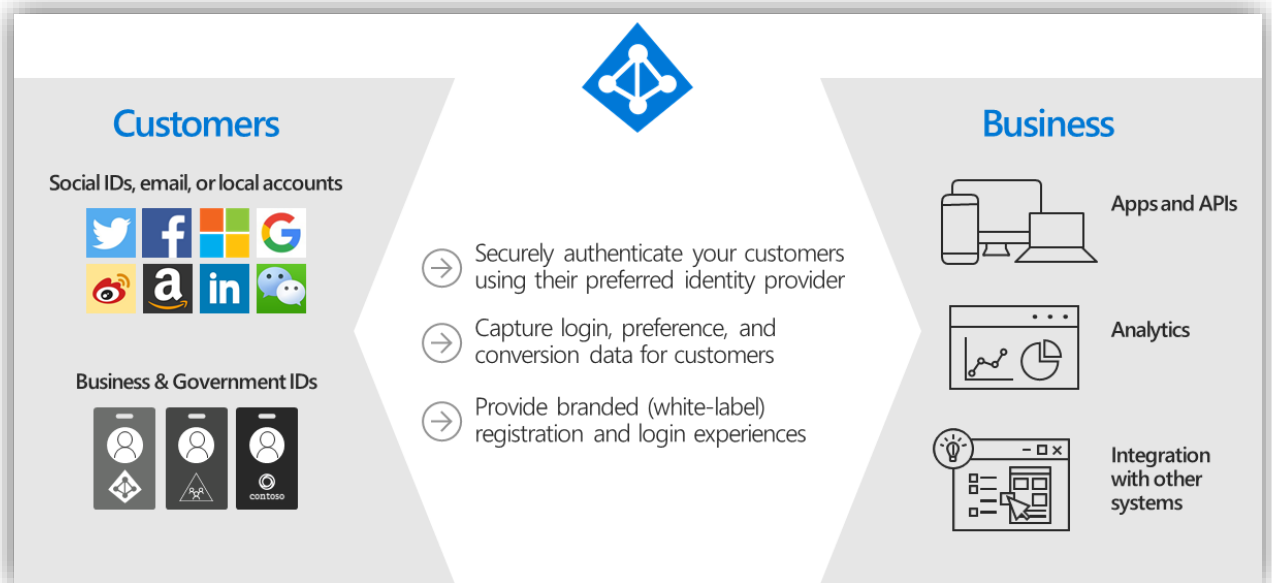 Customers
Social IDs, email, or local accounts
Business & Government IDs
contoso
Securely authenticate your customers
using their preferred identity provider
Capture login, preference, and
conversion data for customers
Provide branded (white-label)
registration and login experiences
Business
Apps and APIs
Analytics
Integration
with other
systems